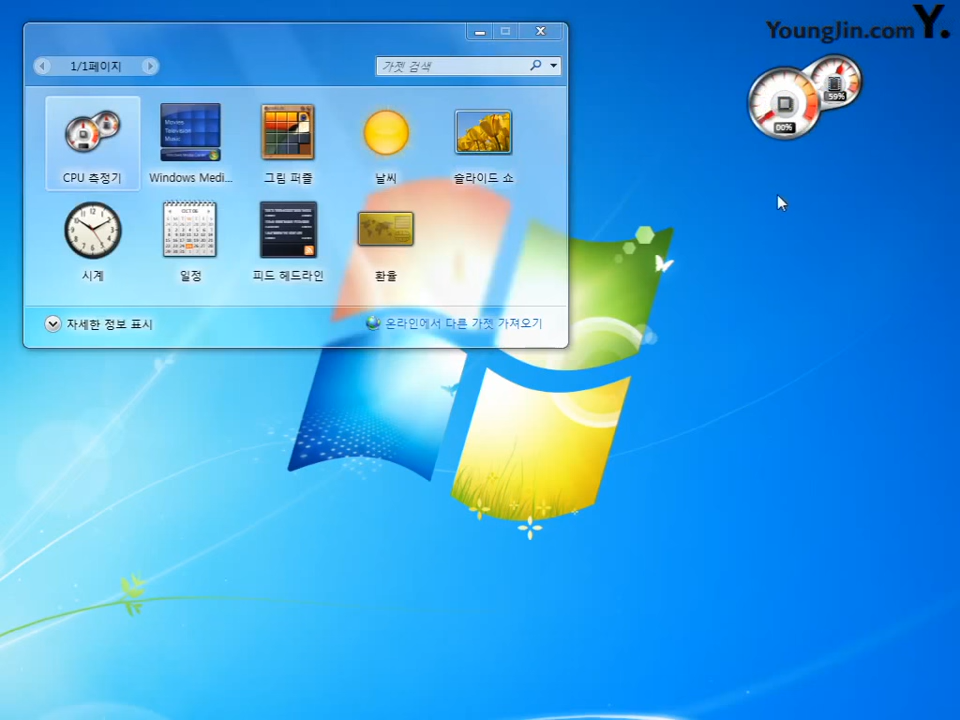 YoungJin.com Y.
1/1페이지
가젯 검색
59%
00%
CPU 측정기
Windows Medi...
그림 퍼즐
날씨
슬라이드 쇼
시계
일정
피드 헤드라인
환율
자세한 정보 표시
온라인에서 다른 가젯 가져오기